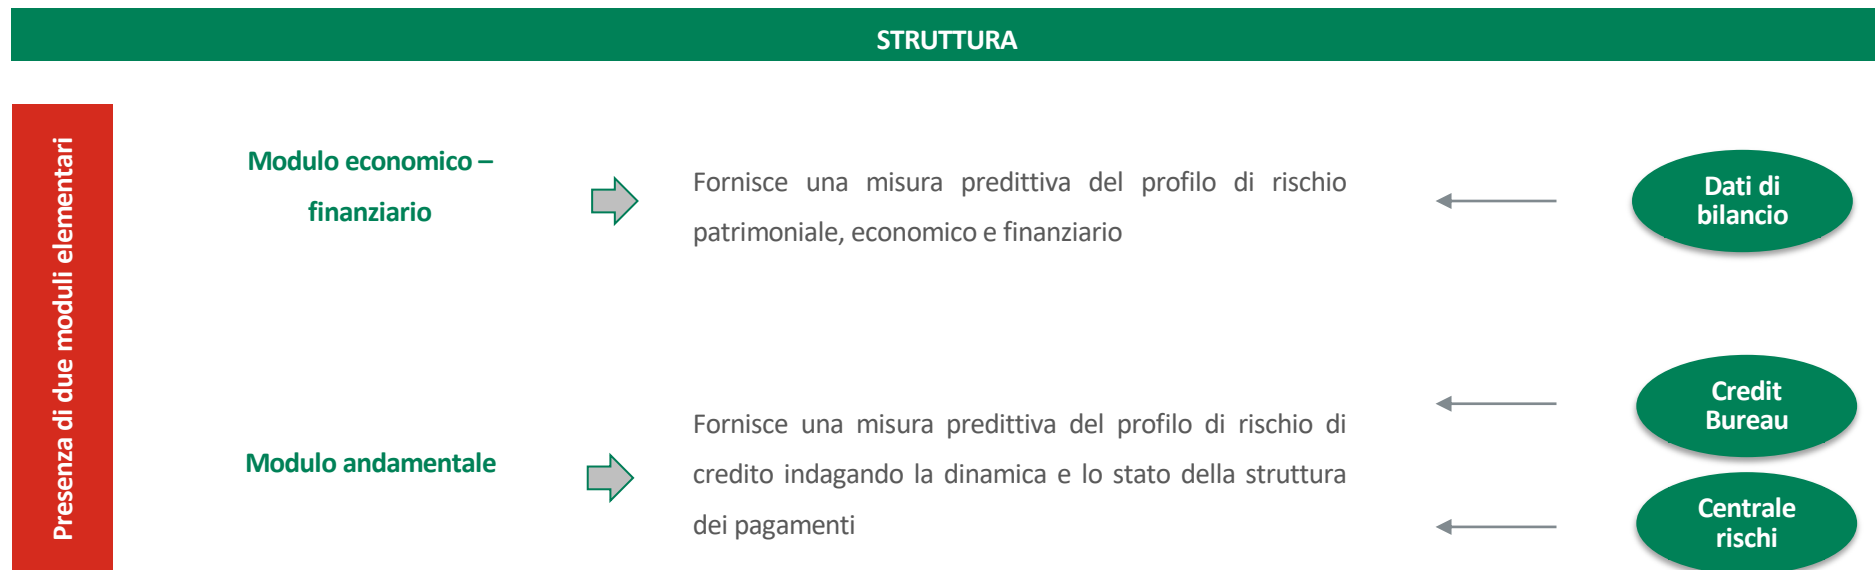 STRUTTURA
Presenza di due moduli elementari
Modulo economico –
finanziario
Fornisce una misura predittiva del profilo di rischio
patrimoniale, economico e finanziario
Dati di
bilancio
Modulo andamentale
Fornisce una misura predittiva del profilo di rischio di
credito indagando la dinamica e lo stato della struttura
dei pagamenti
Credit
Bureau
Centrale
rischi